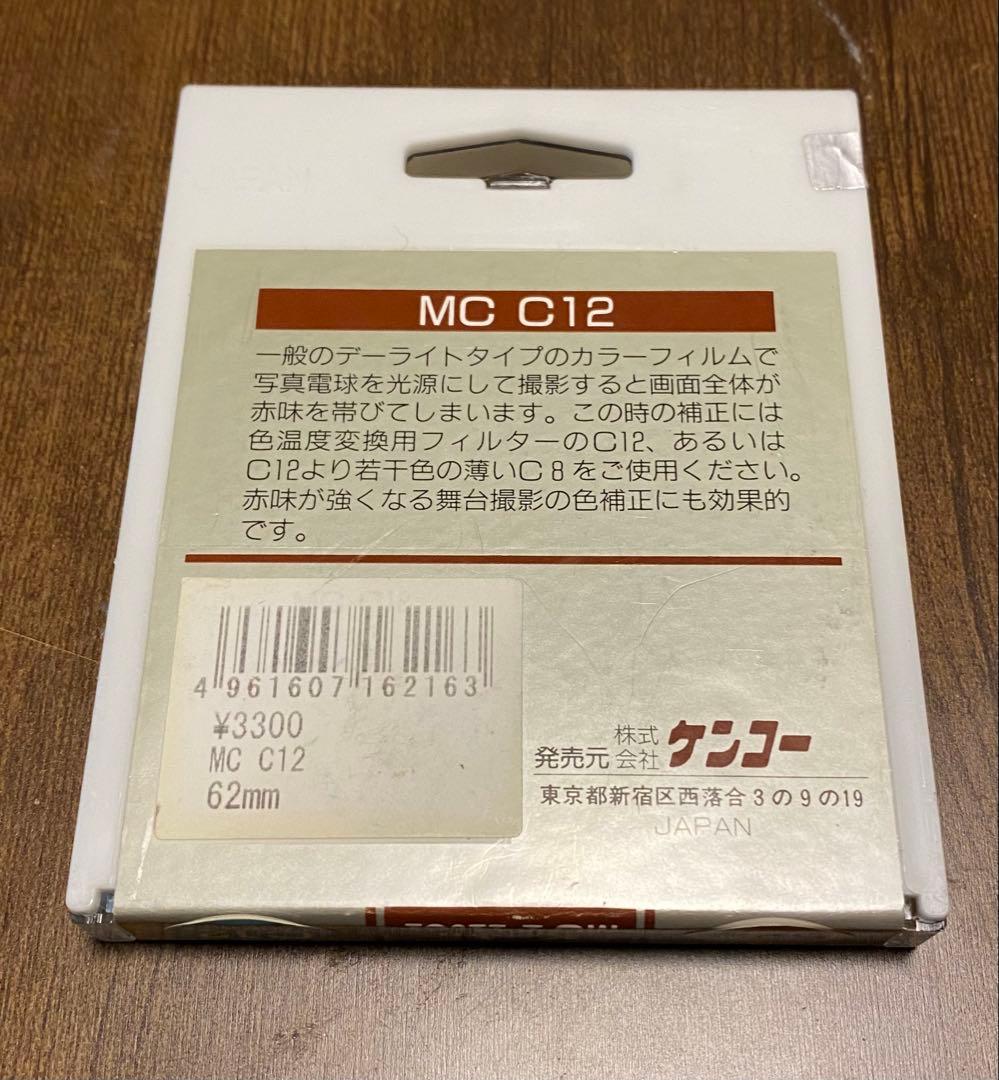 MC C12
一般のデーライトタイプのカラーフィルムで
写真電球を光源にして撮影すると画面全体が
赤味を帯びてしまいます。この時の補正には
色温度変換用フィルターのC12、あるいは
C12より若干色の薄いC8をご使用ください。
赤味が強くなる舞台撮影の色補正にも効果的
です。
4 961607 162163
¥3300
MC C12
62mm
発売元 株式会社 ケンコー
東京都新宿区西落合3の9の19
JAPAN